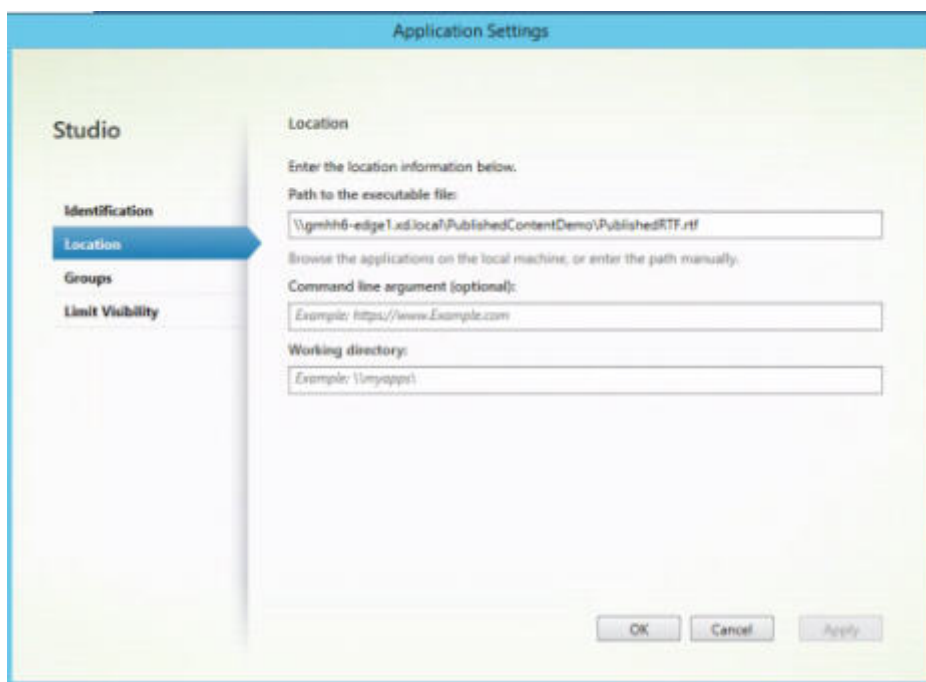 Application Settings
Studio
Identification
Location
Groups
Limit Visibility
Location
Enter the location information below.
Path to the executable file:
\\gmhh6-edge1.xd.local\PublishedContentDemo\PublishedRTF.rtf
Browse the applications on the local machine, or enter the path manually.
Command line argument (optional):
Example: https://www.Example.com
Working directory:
Example: \\myapps\
OK
Cancel
Apply